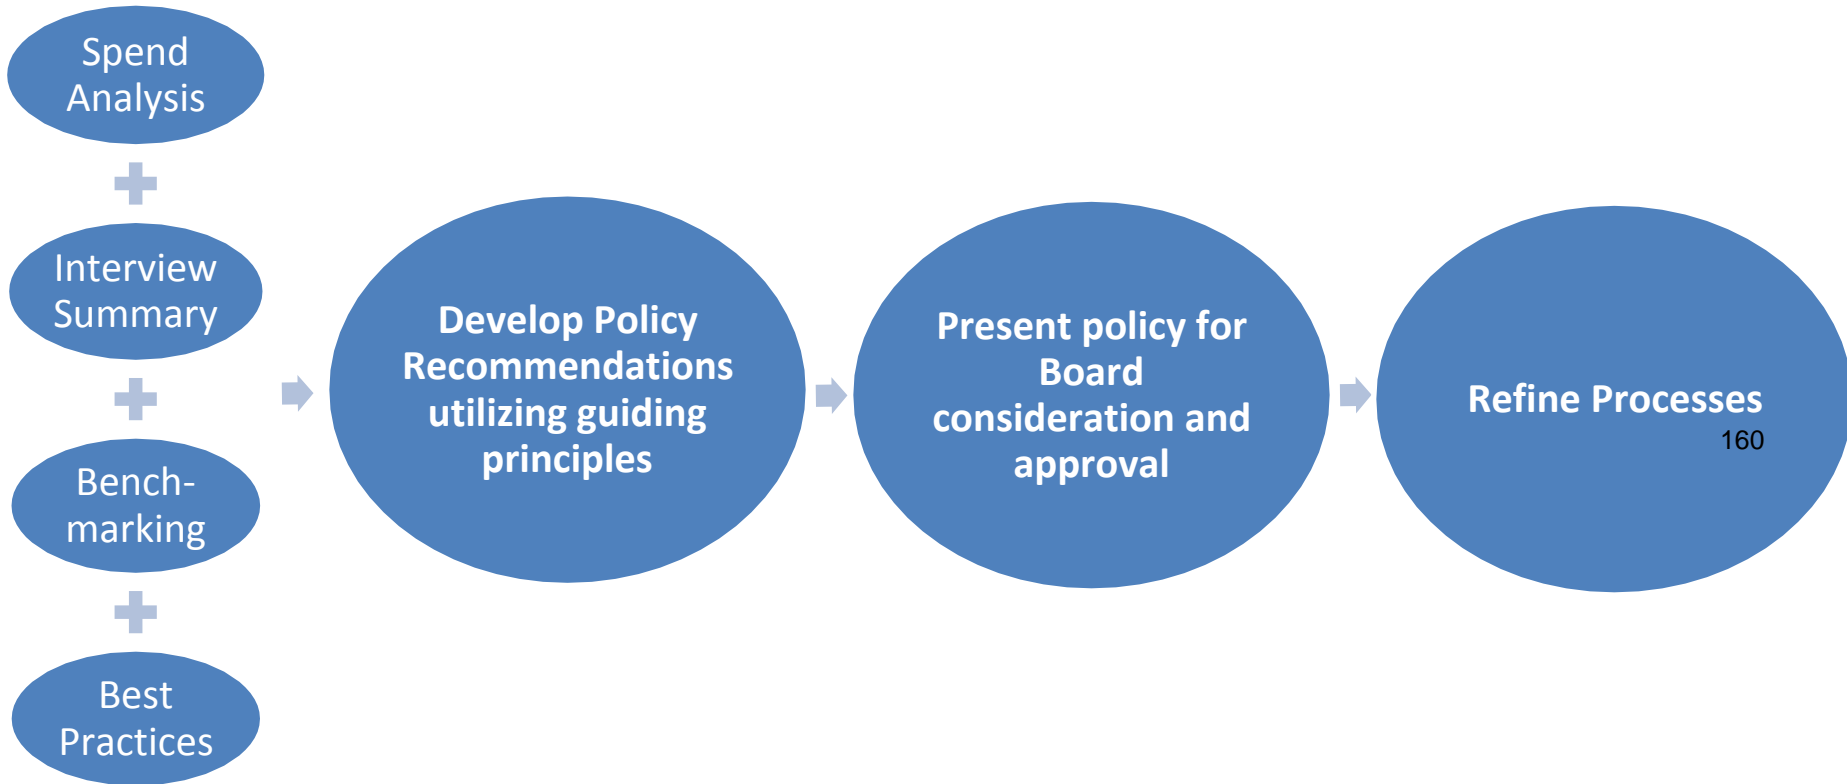 Spend
Analysis
Interview
Summary
Bench-
marking
Best
Practices
Develop Policy
Recommendations
utilizing guiding
principles
Present policy for
Board
consideration and
approval
Refine Processes
160